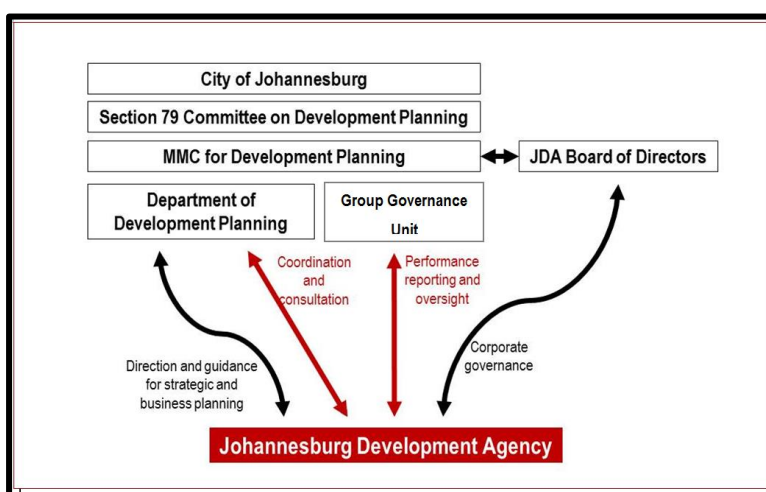 City of Johannesburg
Section 79 Committee on Development Planning
MMC for Development Planning
JDA Board of Directors
Department of
Development Planning
Group Governance
Unit
Coordination
and
consultation
Performance
reporting and
oversight
Direction and guidance
for strategic and
business planning
Corporate
governance
Johannesburg Development Agency